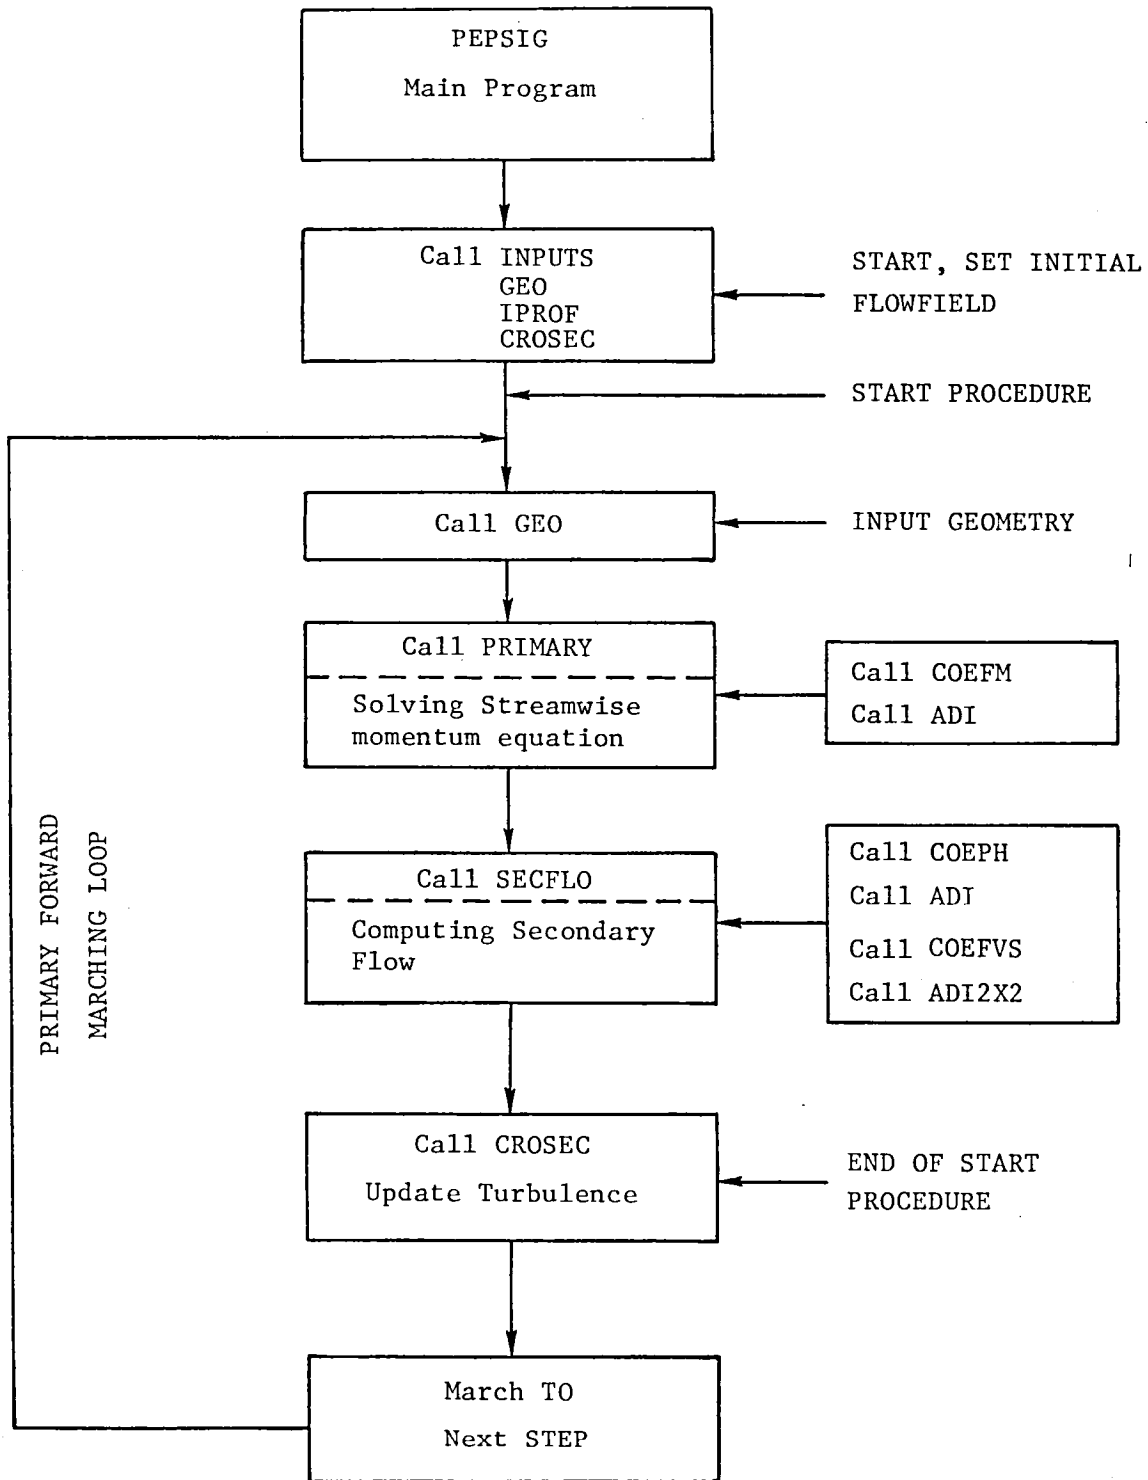 PEPSIG
Main Program
Call INPUTS
GEO
IPROF
CROSEC
START, SET INITIAL
FLOWFIELD
START PROCEDURE
Call GEO
INPUT GEOMETRY
Call PRIMARY
Solving Streamwise
momentum equation
Call COEFM
Call ADI
Call SECFLO
Computing Secondary
Flow
Call COEPH
Call ADI
Call COEFVS
Call ADI2X2
PRIMARY FORWARD
MARCHING LOOP
Call CROSEC
Update Turbulence
END OF START
PROCEDURE
March TO
Next STEP